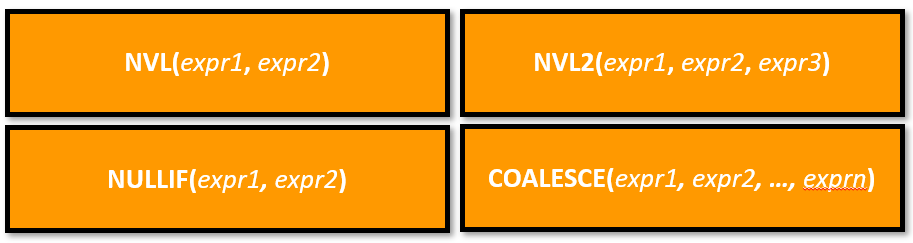 NVL(expr1, expr2)
NVL2(expr1, expr2, expr3)
NULLIF(expr1, expr2)
COALESCE(expr1, expr2, ..., exprn)